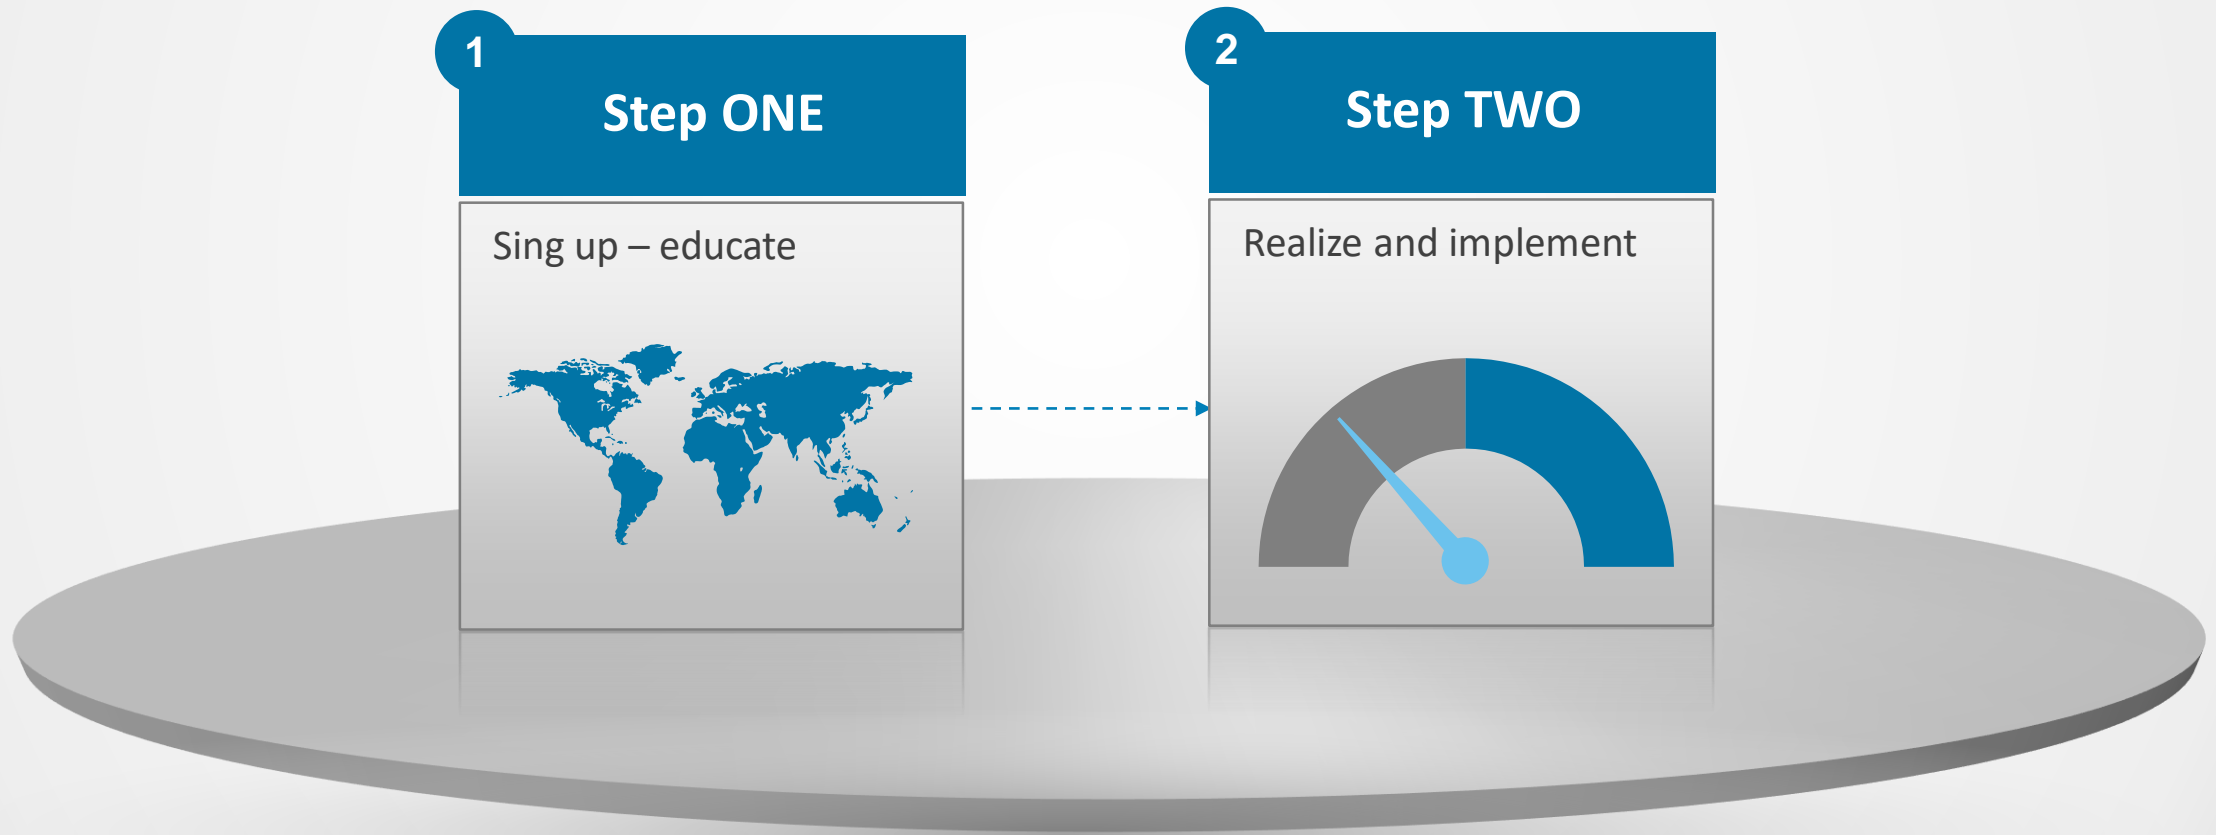 1
Step ONE
Sing up – educate
2
Step TWO
Realize and implement